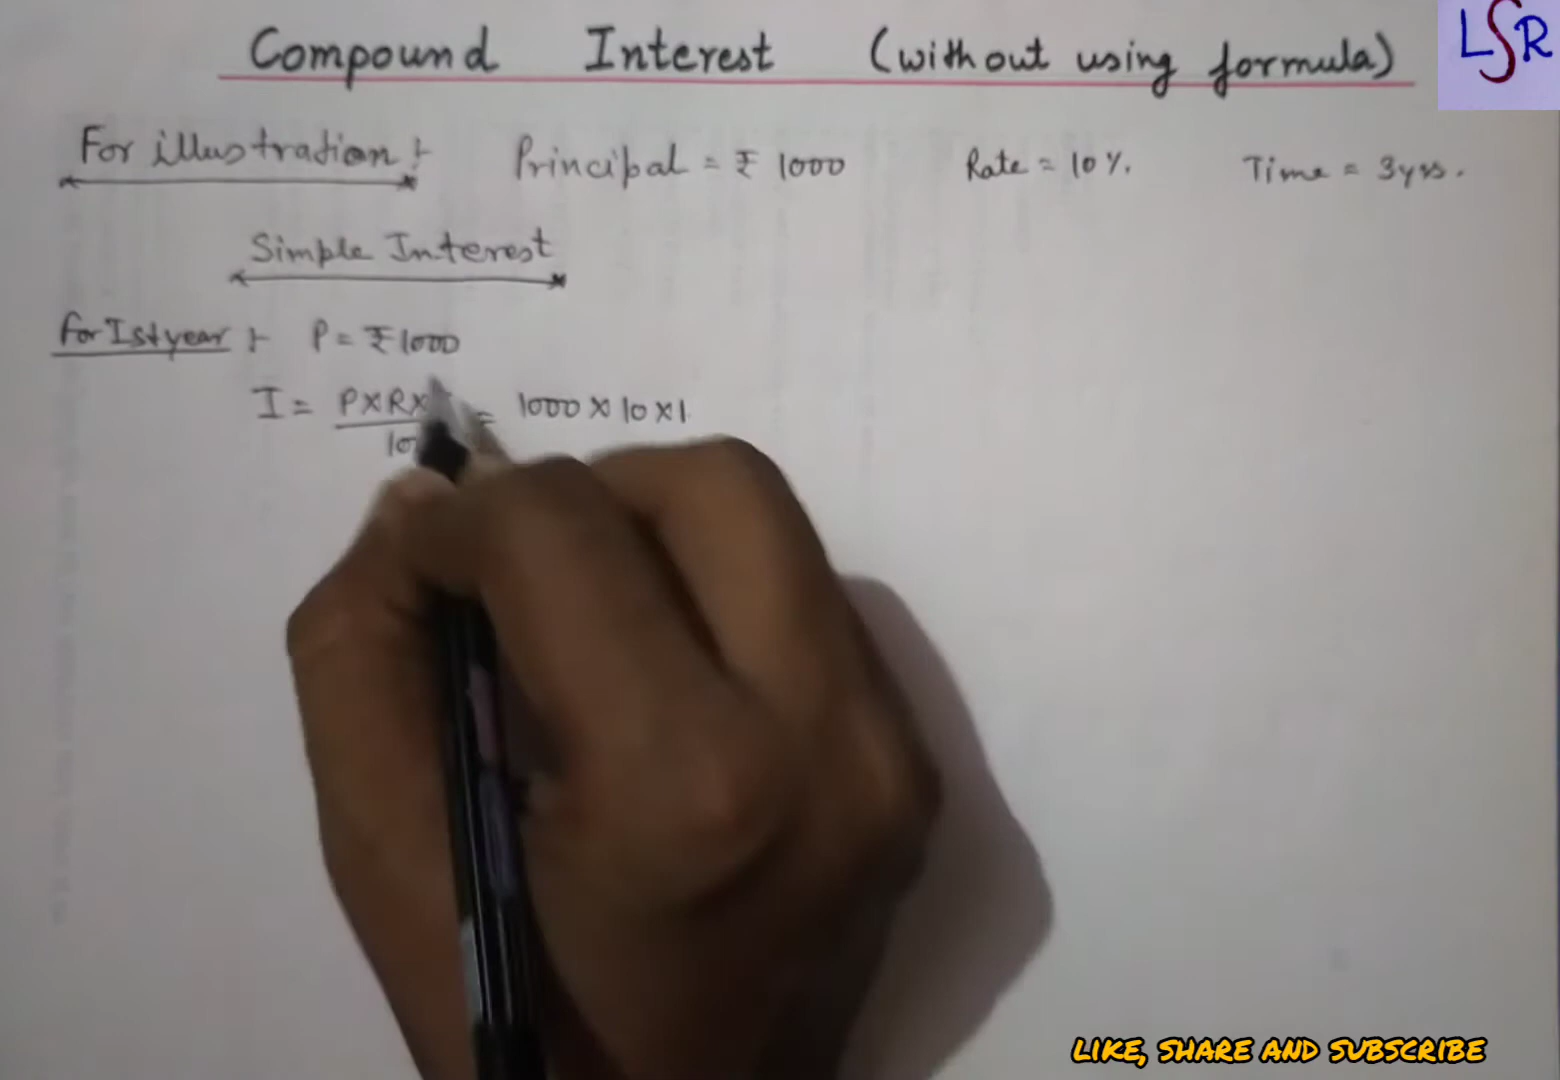 Compound Interest (without using formula)
LSR
For illustration :- Principal = ₹ 1000 Rate = 10%. Time = 3yrs.
Simple Interest
For Ist year :- P = ₹1000
I = P×R× = 1000 × 10 ×1
10
LIKE, SHARE AND SUBSCRIBE